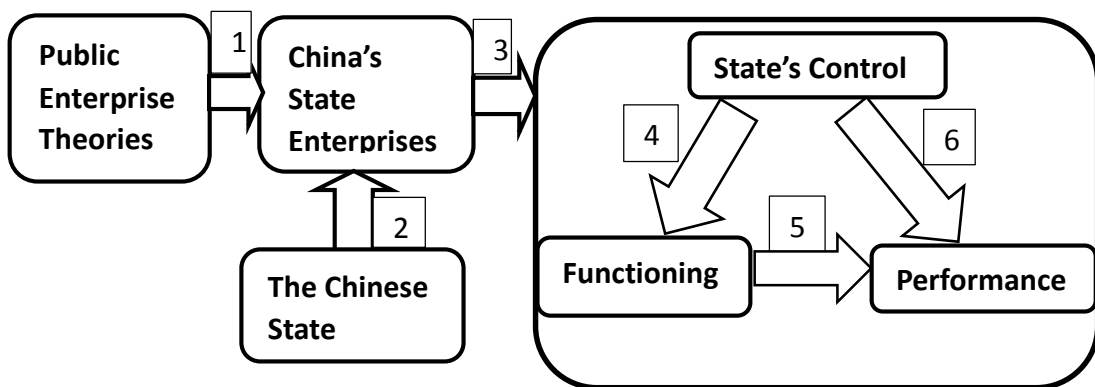 1
3
Public
Enterprise
Theories
China's
State
Enterprises
State's Control
4
6
2
5
The Chinese
State
Functioning
Performance